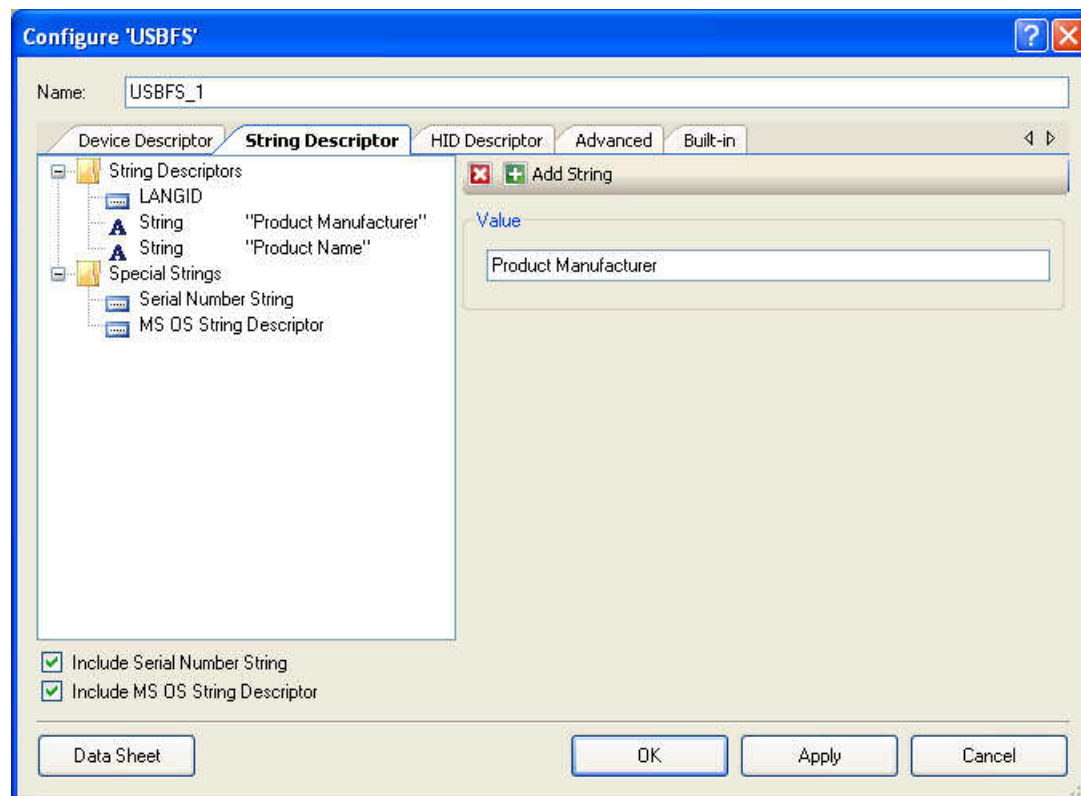 Configure 'USBFS'
Name: USBFS_1
Device Descriptor String Descriptor HID Descriptor Advanced Built-in
String Descriptors
LANGID
String "Product Manufacturer"
String "Product Name"
Special Strings
Serial Number String
MS OS String Descriptor
Add String
Value
Product Manufacturer
Include Serial Number String
Include MS OS String Descriptor
Data Sheet OK Apply Cancel